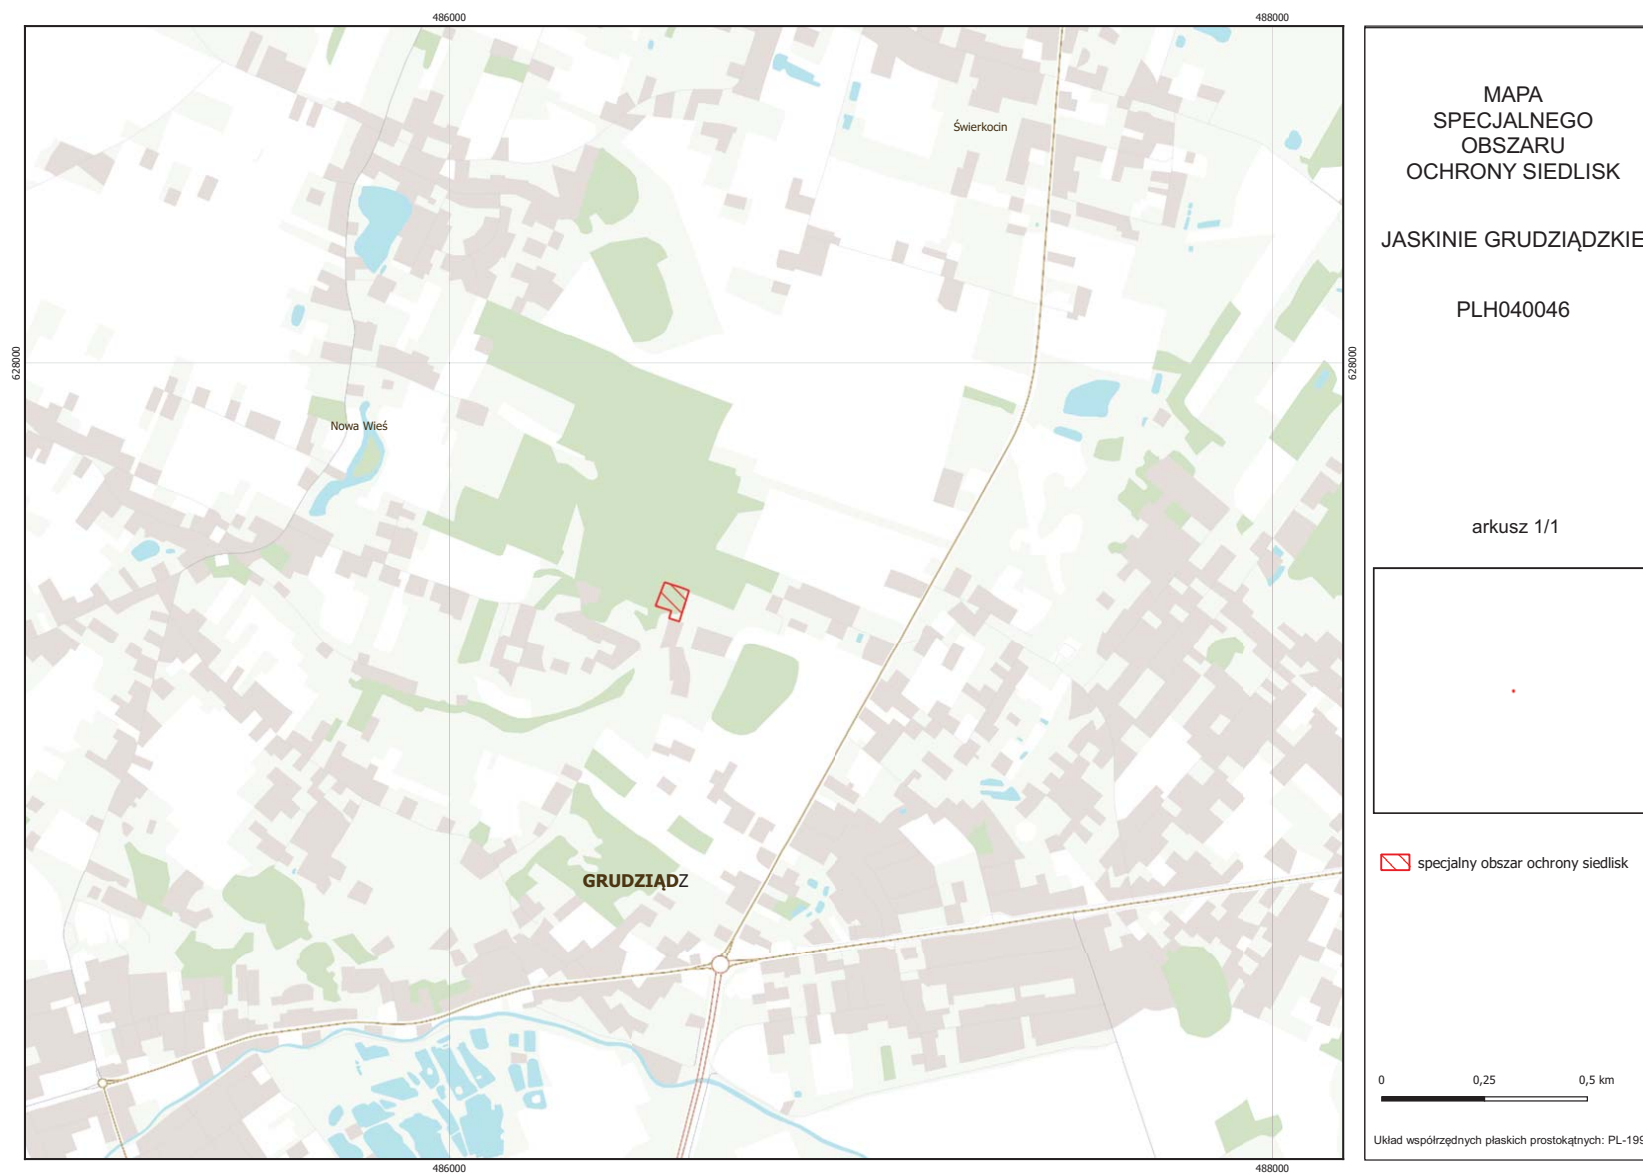 486000
488000
628000
628000
Świerkocin
Nowa Wieś
GRUDZIĄDZ
486000
488000
MAPA
SPECJALNEGO
OBSZARU
OCHRONY SIEDLISK
JASKINIE GRUDZIĄDZKIE
PLH040046
arkusz 1/1
specjalny obszar ochrony siedlisk
0 0,25 0,5 km
Układ współrzędnych płaskich prostokątnych: PL-199